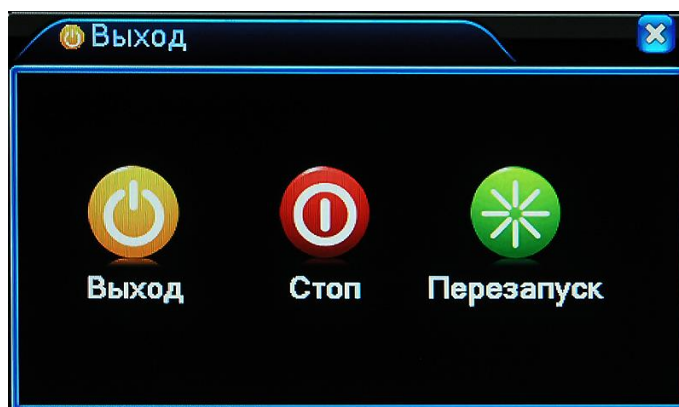 Выход
Выход
Стоп
Перезапуск